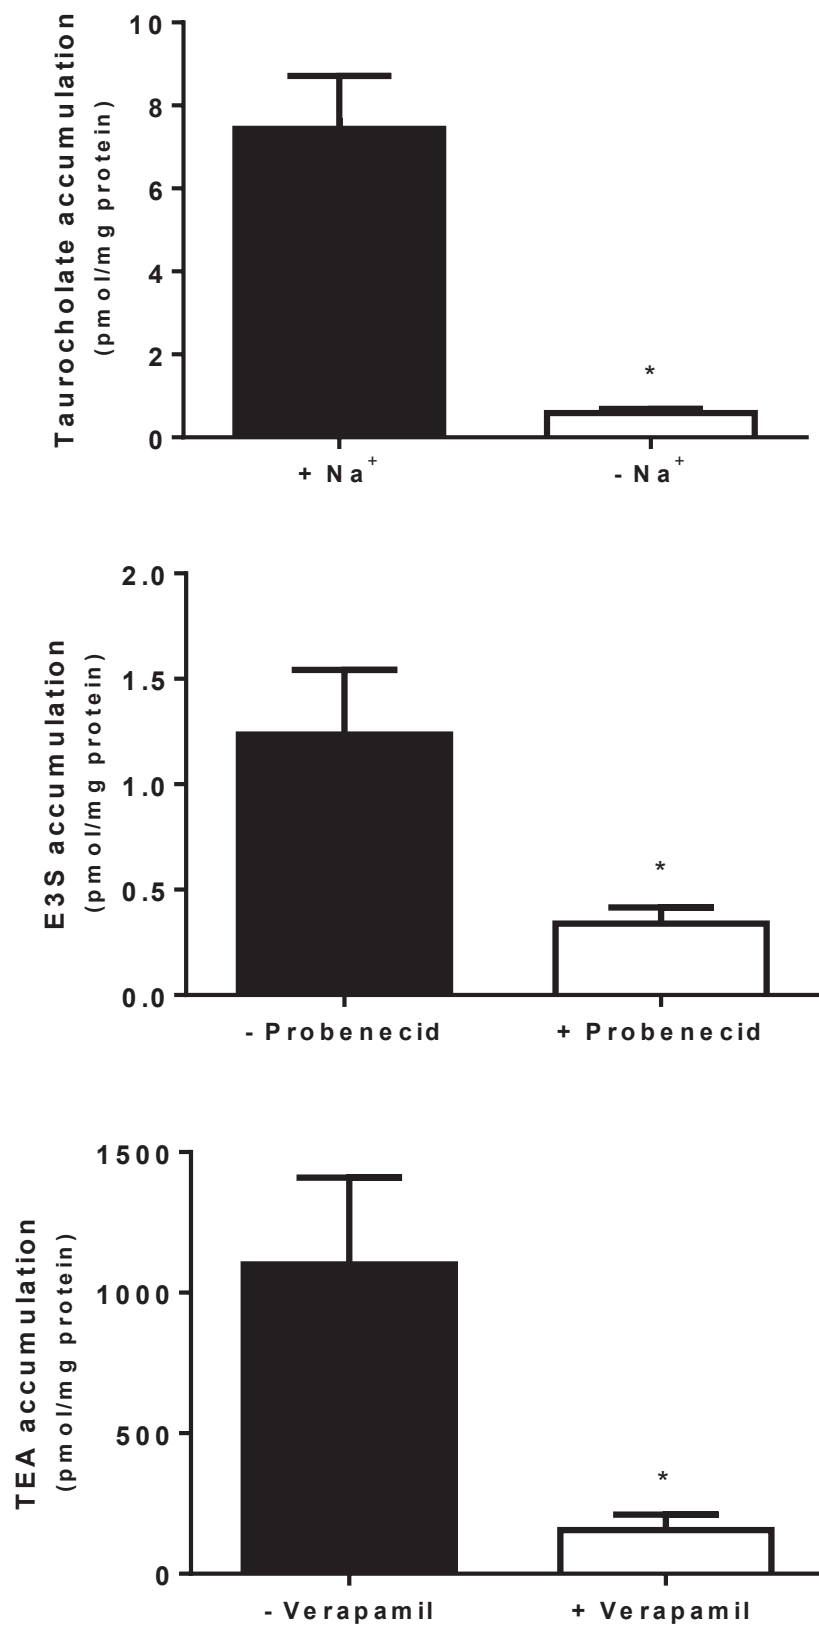 Taurocholate accumulation
(pmol/mg protein)
10
8
6
4
2
0
*
+ Na+
- Na+
E3S accumulation
(pmol/mg protein)
2.0
1.5
1.0
0.5
0.0
*
- Probenecid
+ Probenecid
TEA accumulation
(pmol/mg protein)
1500
1000
500
0
*
- Verapamil
+ Verapamil